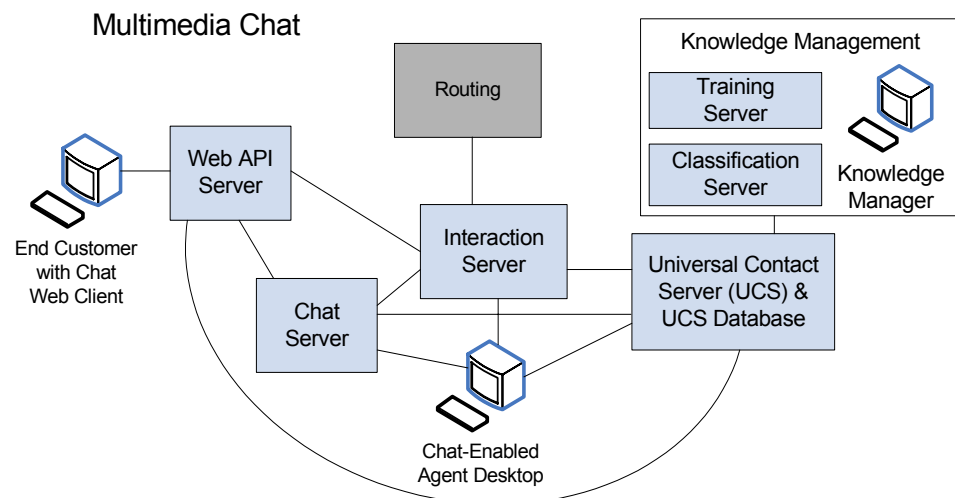 Multimedia Chat
Knowledge Management
Routing
Training
Server
Classification
Server
Knowledge
Manager
Web API
Server
End Customer
with Chat
Web Client
Interaction
Server
Universal Contact
Server (UCS) &
UCS Database
Chat
Server
Chat-Enabled
Agent Desktop